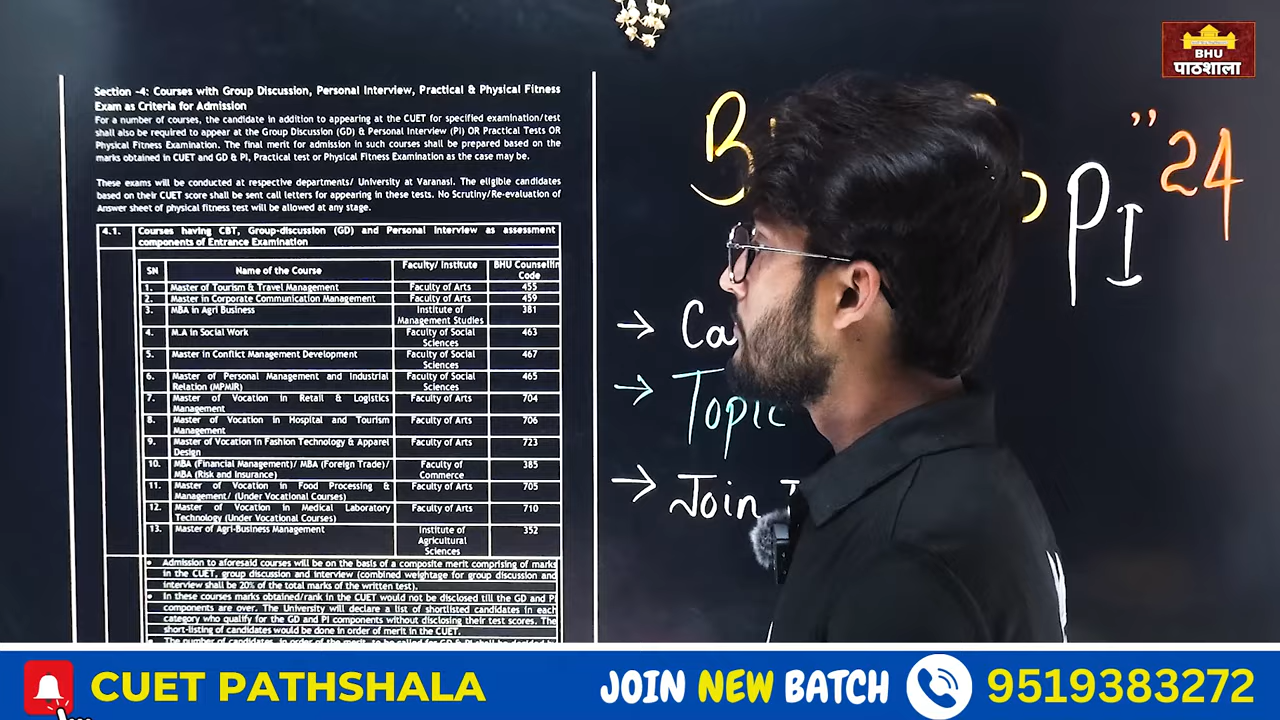 BHU
पाठशाला
Section -4: Courses with Group Discussion, Personal Interview, Practical & Physical Fitness
Exam as Criteria for Admission
For a number of courses, the candidate in addition to appearing at the CUET for specified examination/test
shall also be required to appear at the Group Discussion (GD) & Personal Interview (PI) OR Practical Tests OR
Physical Fitness Examination. The final merit for admission in such courses shall be prepared based on the
marks obtained in CUET and GD & PI, Practical test or Physical Fitness Examination as the case may be.
These exams will be conducted at respective departments/ University at Varanasi. The eligible candidates
based on their CUET score shall be sent call letters for appearing in these tests. No Scrutiny/Re-evaluation of
Answer sheet of physical fitness test will be allowed at any stage.
4.1. Courses having CBT, Group-discussion (GD) and Personal Interview as assessment
components of Entrance Examination
SN Name of the Course Faculty/ Institute BHU Counsellin
Code
1. Master of Tourism & Travel Management Faculty of Arts 455
2. Master in Corporate Communication Management Faculty of Arts 459
3. MBA in Agri Business Institute of 381
Management Studies
4. M.A in Social Work Faculty of Social 463
Sciences
5. Master in Conflict Management Development Faculty of Social 467
Sciences
6. Master of Personal Management and Industrial Faculty of Social 465
Relation (MPMIR) Sciences
7. Master of Vocation in Retail & Logistics Faculty of Arts 704
Management
8. Master of Vocation in Hospital and Tourism Faculty of Arts 706
Management
9. Master of Vocation in Fashion Technology & Apparel Faculty of Arts 723
Design
10. MBA (Financial Management)/ MBA (Foreign Trade)/ Faculty of 385
MBA (Risk and Insurance) Commerce
11. Master of Vocation in Food Processing & Faculty of Arts 705
Management/ (Under Vocational Courses)
12. Master of Vocation in Medical Laboratory Faculty of Arts 710
Technology (Under Vocational Courses)
13. Master of Agri-Business Management Institute of 352
Agricultural
Sciences
• Admission to aforesaid courses will be on the basis of a composite merit comprising of marks
in the CUET, group discussion and interview (combined weightage for group discussion and
interview shall be 20% of the total marks of the written test).
• In these courses marks obtained/rank in the CUET would not be disclosed till the GD and PI
components are over. The University will declare a list of shortlisted candidates in each
category who qualify for the GD and PI components without disclosing their test scores. The
short-listing of candidates would be done in order of merit in the CUET.
• The number of candidates, in order of the merit, to be called for GD & PI shall be decided by
B PI "24
→ Ca
→ Topic
→ Join
CUET PATHSHALA
JOIN NEW BATCH
9519383272